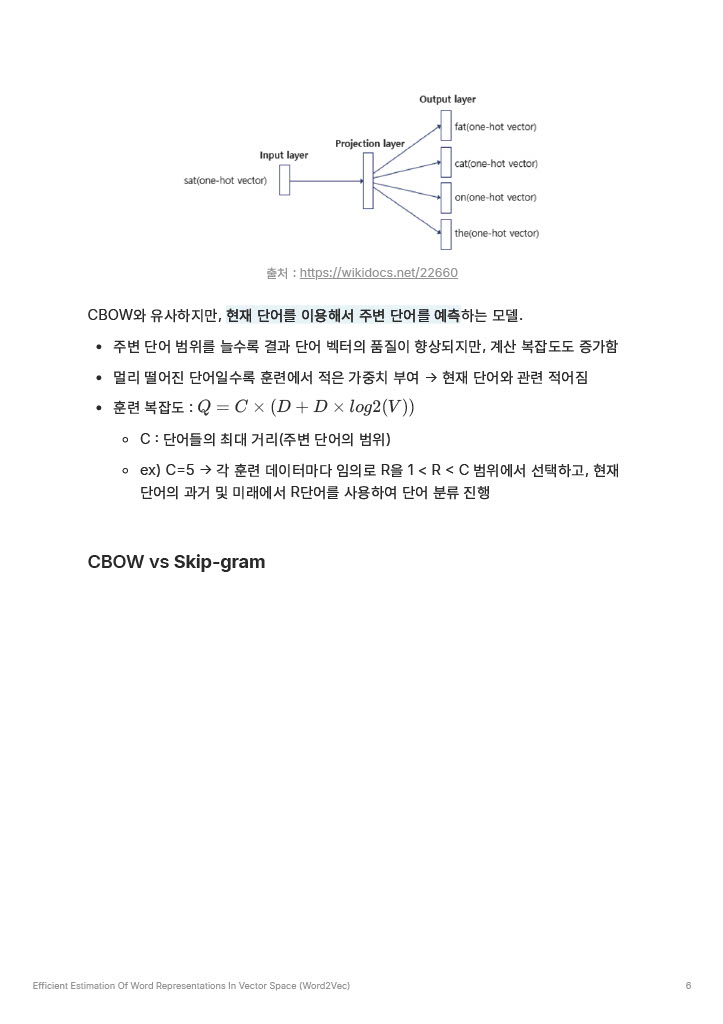 Output layer
fat(one-hot vector)
Projection layer
Input layer
cat(one-hot vector)
sat(one-hot vector)
on(one-hot vector)
the(one-hot vector)
출처 : https://wikidocs.net/22660
CBOW와 유사하지만, 현재 단어를 이용해서 주변 단어를 예측하는 모델.
• 주변 단어 범위를 늘수록 결과 단어 벡터의 품질이 향상되지만, 계산 복잡도도 증가함
• 멀리 떨어진 단어일수록 훈련에서 적은 가중치 부여 → 현재 단어와 관련 적어짐
• 훈련 복잡도 : Q = C × (D + D × log2(V))
◦ C : 단어들의 최대 거리(주변 단어의 범위)
◦ ex) C=5 → 각 훈련 데이터마다 임의로 R을 1 < R < C 범위에서 선택하고, 현재
단어의 과거 및 미래에서 R단어를 사용하여 단어 분류 진행
CBOW vs Skip-gram
Efficient Estimation Of Word Representations In Vector Space (Word2Vec)
6